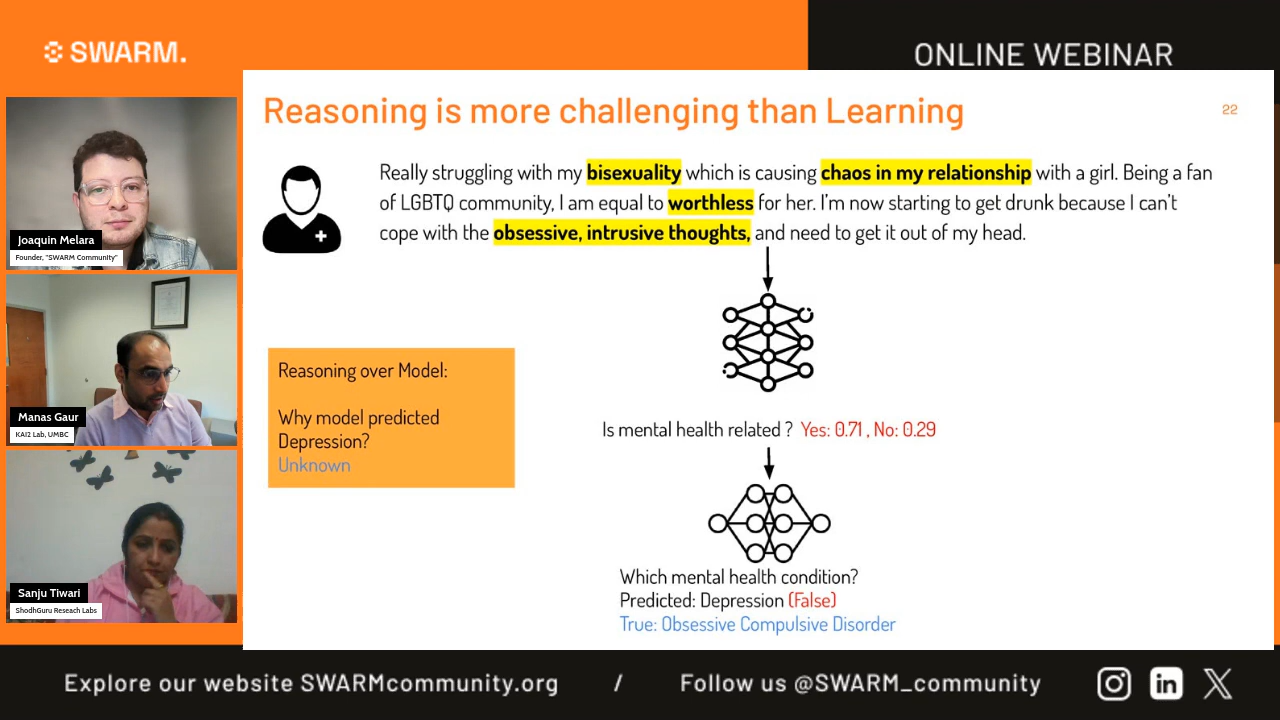 SWARM.
ONLINE WEBINAR
Reasoning is more challenging than Learning
22
Really struggling with my bisexuality which is causing chaos in my relationship with a girl. Being a fan
of LGBTQ community, I am equal to worthless for her. I'm now starting to get drunk because I can't
cope with the obsessive, intrusive thoughts, and need to get it out of my head.
Joaquin Melara
Founder, "SWARM Community"
Manas Gaur
KAI2 Lab, UMBC
Sanju Tiwari
ShodhGuru Reseach Labs
Reasoning over Model:
Why model predicted
Depression?
Unknown
Is mental health related ? Yes: 0.71 , No: 0.29
Which mental health condition?
Predicted: Depression (False)
True: Obsessive Compulsive Disorder
Explore our website SWARMcommunity.org / Follow us @SWARM_community